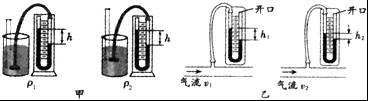 开口 开口
h h h₁ h₂
气流 v₁ 气流 v₂
ρ₁ 甲 ρ₂ 乙